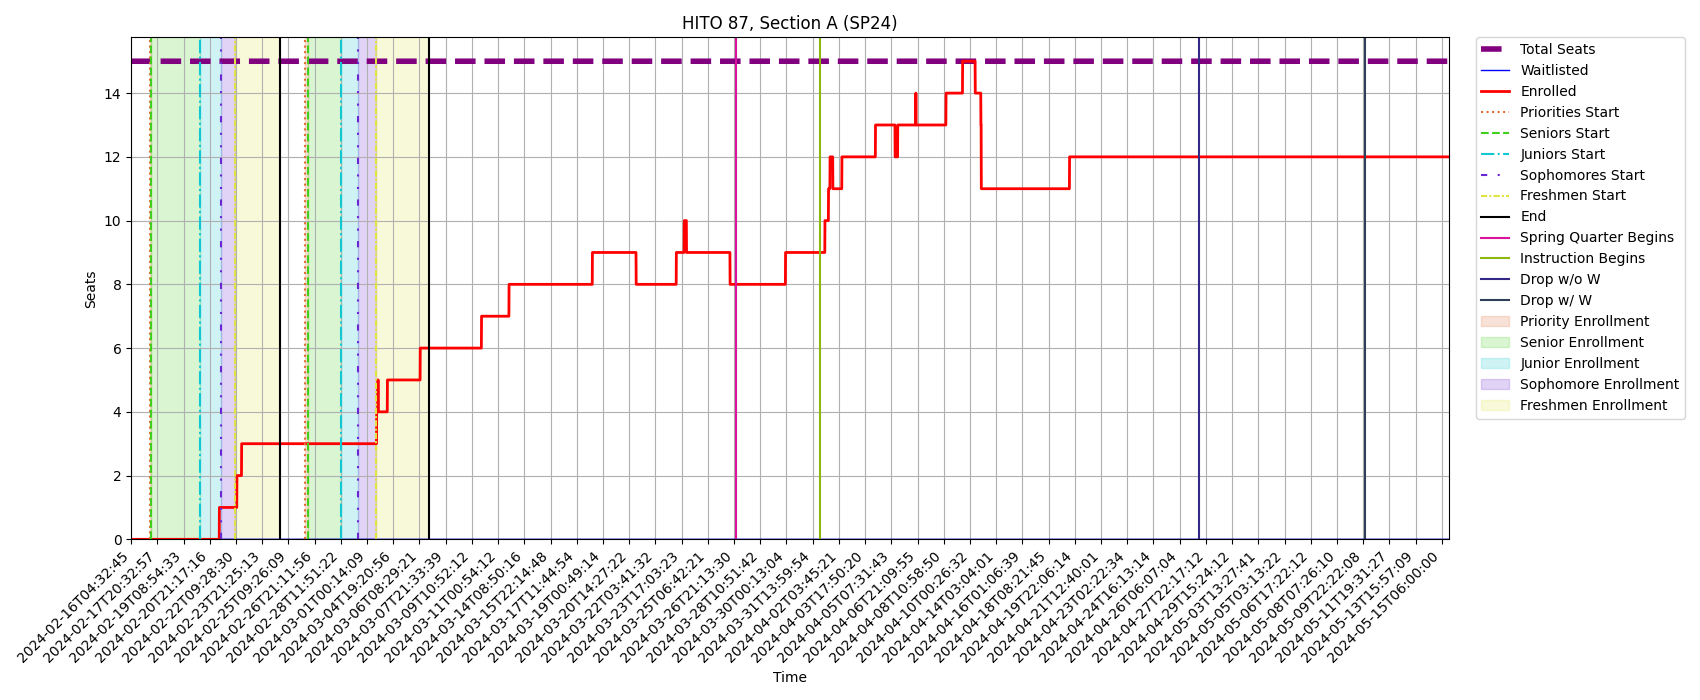 HITO 87, Section A (SP24)
Seats
14
12
10
8
6
4
2
0
2024-02-16T04:32:45
2024-02-17T20:32:57
2024-02-19T08:54:33
2024-02-20T21:17:16
2024-02-22T09:28:30
2024-02-23T21:25:13
2024-02-25T09:26:09
2024-02-26T21:11:56
2024-02-28T11:51:22
2024-03-01T00:14:09
2024-03-04T19:20:56
2024-03-06T08:29:21
2024-03-07T21:33:39
2024-03-09T10:52:12
2024-03-11T00:54:12
2024-03-14T08:50:16
2024-03-15T22:14:48
2024-03-17T11:44:54
2024-03-19T00:49:14
2024-03-20T14:27:22
2024-03-22T03:41:32
2024-03-23T17:03:23
2024-03-25T06:42:21
2024-03-26T21:13:30
2024-03-28T10:51:42
2024-03-30T00:13:04
2024-03-31T13:59:54
2024-04-02T03:45:21
2024-04-03T17:50:20
2024-04-05T07:31:43
2024-04-06T21:09:55
2024-04-08T10:58:50
2024-04-10T00:26:32
2024-04-14T03:04:01
2024-04-16T01:06:39
2024-04-18T08:21:45
2024-04-19T22:06:14
2024-04-21T12:40:01
2024-04-23T02:22:34
2024-04-24T16:13:14
2024-04-26T06:07:04
2024-04-27T22:17:12
2024-04-29T15:24:12
2024-05-03T03:27:41
2024-05-05T03:13:22
2024-05-06T17:22:12
2024-05-08T07:26:10
2024-05-09T22:22:08
2024-05-11T19:31:27
2024-05-13T15:57:09
2024-05-15T06:00:00
Time
Total Seats
Waitlisted
Enrolled
Priorities Start
Seniors Start
Juniors Start
Sophomores Start
Freshmen Start
End
Spring Quarter Begins
Instruction Begins
Drop w/o W
Drop w/ W
Priority Enrollment
Senior Enrollment
Junior Enrollment
Sophomore Enrollment
Freshmen Enrollment